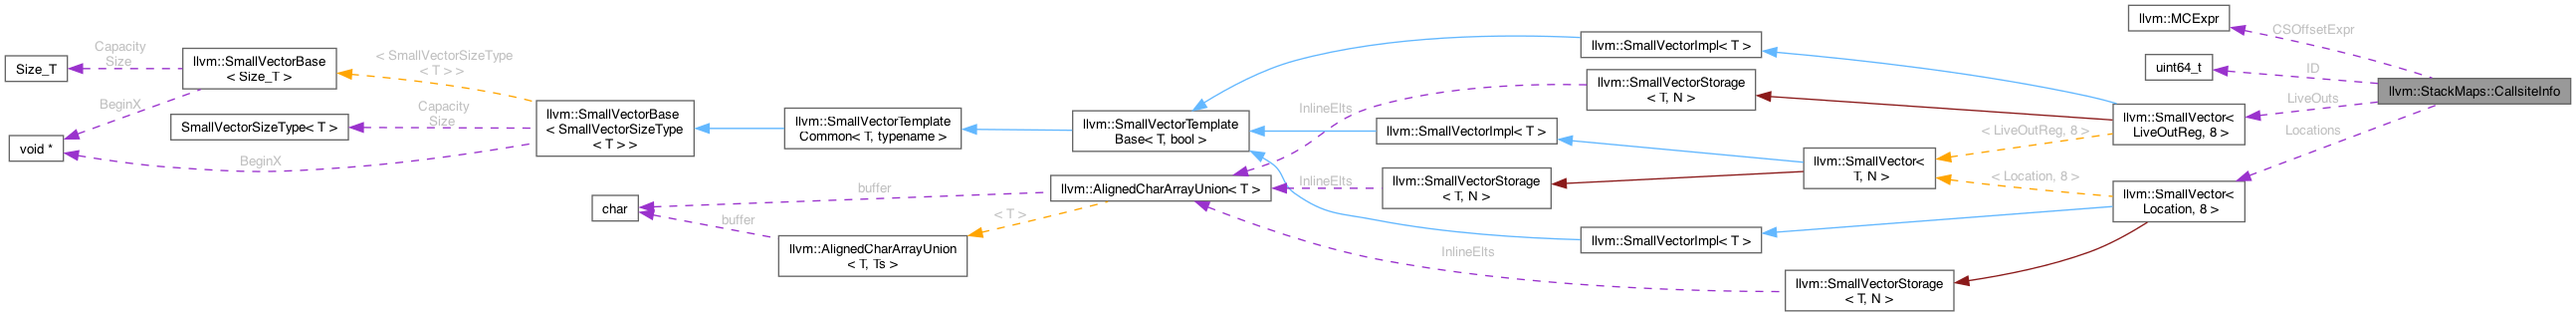 Size_T
void *
Capacity
Size
BeginX
llvm::SmallVectorBase
< Size_T >
SmallVectorSizeType< T >
BeginX
< SmallVectorSizeType
< T > >
Capacity
Size
llvm::SmallVectorBase
< SmallVectorSizeType
< T > >
char
llvm::SmallVectorTemplate
Common< T, typename >
buffer
buffer
llvm::AlignedCharArrayUnion
< T, Ts >
llvm::SmallVectorTemplate
Base< T, bool >
llvm::AlignedCharArrayUnion< T >
< T >
InlineElts
InlineElts
InlineElts
llvm::SmallVectorImpl< T >
llvm::SmallVectorStorage
< T, N >
llvm::SmallVectorImpl< T >
llvm::SmallVectorStorage
< T, N >
llvm::SmallVectorImpl< T >
llvm::SmallVectorStorage
< T, N >
llvm::SmallVector<
T, N >
< LiveOutReg, 8 >
< Location, 8 >
llvm::MCExpr
uint64_t
llvm::SmallVector<
LiveOutReg, 8 >
llvm::SmallVector<
Location, 8 >
CSOffsetExpr
ID
LiveOuts
Locations
llvm::StackMaps::CallsiteInfo